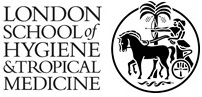 LONDON
SCHOOL of
HYGIENE
& TROPICAL
MEDICINE